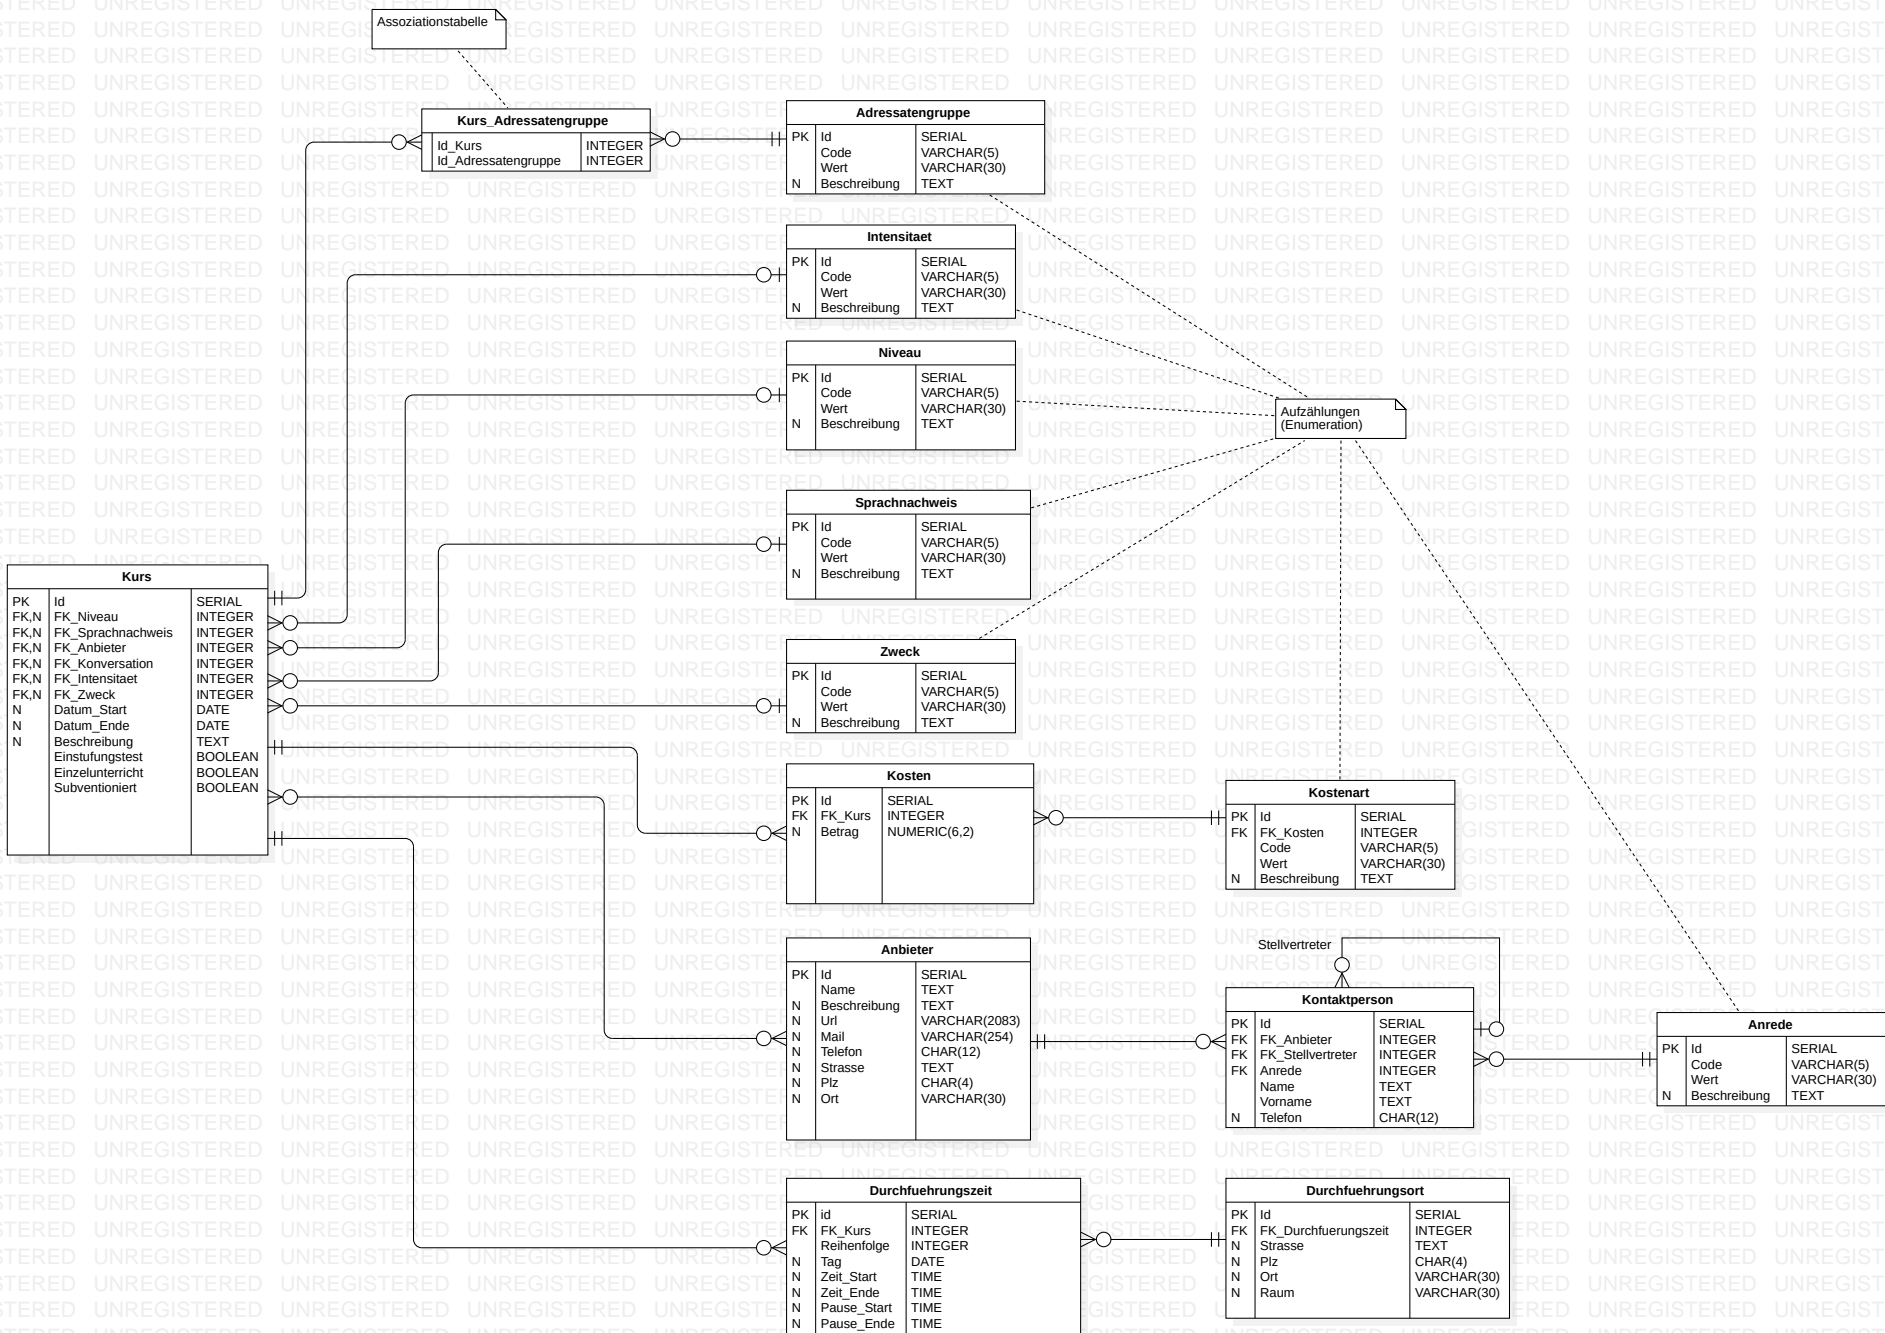 Assoziationstabelle
Kurs_Adressatengruppe
Id_Kurs INTEGER
Id_Adressatengruppe INTEGER
Adressatengruppe
PK Id SERIAL
Code VARCHAR(5)
Wert VARCHAR(30)
N Beschreibung TEXT
Intensitaet
PK Id SERIAL
Code VARCHAR(5)
Wert VARCHAR(30)
N Beschreibung TEXT
Niveau
PK Id SERIAL
Code VARCHAR(5)
Wert VARCHAR(30)
N Beschreibung TEXT
Aufzählungen
(Enumeration)
Sprachnachweis
PK Id SERIAL
Code VARCHAR(5)
Wert VARCHAR(30)
N Beschreibung TEXT
Kurs
PK Id SERIAL
FK,N FK_Niveau INTEGER
FK,N FK_Sprachnachweis INTEGER
FK,N FK_Anbieter INTEGER
FK,N FK_Konversation INTEGER
FK,N FK_Intensitaet INTEGER
FK,N FK_Zweck INTEGER
N Datum_Start DATE
N Datum_Ende DATE
N Beschreibung TEXT
Einstufungstest BOOLEAN
Einzelunterricht BOOLEAN
Subventioniert BOOLEAN
Zweck
PK Id SERIAL
Code VARCHAR(5)
Wert VARCHAR(30)
N Beschreibung TEXT
Kosten
PK Id SERIAL
FK FK_Kurs INTEGER
N Betrag NUMERIC(6,2)
Kostenart
PK Id SERIAL
FK FK_Kosten INTEGER
Code VARCHAR(5)
Wert VARCHAR(30)
N Beschreibung TEXT
Anbieter
PK Id SERIAL
Name TEXT
N Beschreibung TEXT
N Url VARCHAR(2083)
N Mail VARCHAR(254)
N Telefon CHAR(12)
N Strasse TEXT
N Plz CHAR(4)
N Ort VARCHAR(30)
Stellvertreter
Kontaktperson
PK Id SERIAL
FK FK_Anbieter INTEGER
FK FK_Stellvertreter INTEGER
FK Anrede INTEGER
Name TEXT
Vorname TEXT
N Telefon CHAR(12)
Anrede
PK Id SERIAL
Code VARCHAR(5)
Wert VARCHAR(30)
N Beschreibung TEXT
Durchfuehrungszeit
PK id SERIAL
FK FK_Kurs INTEGER
Reihenfolge INTEGER
N Tag DATE
N Zeit_Start TIME
N Zeit_Ende TIME
N Pause_Start TIME
N Pause_Ende TIME
Durchfuehrungsort
PK Id SERIAL
FK FK_Durchfuerungszeit INTEGER
N Strasse TEXT
N Plz CHAR(4)
N Ort VARCHAR(30)
N Raum VARCHAR(30)
UNREGISTERED